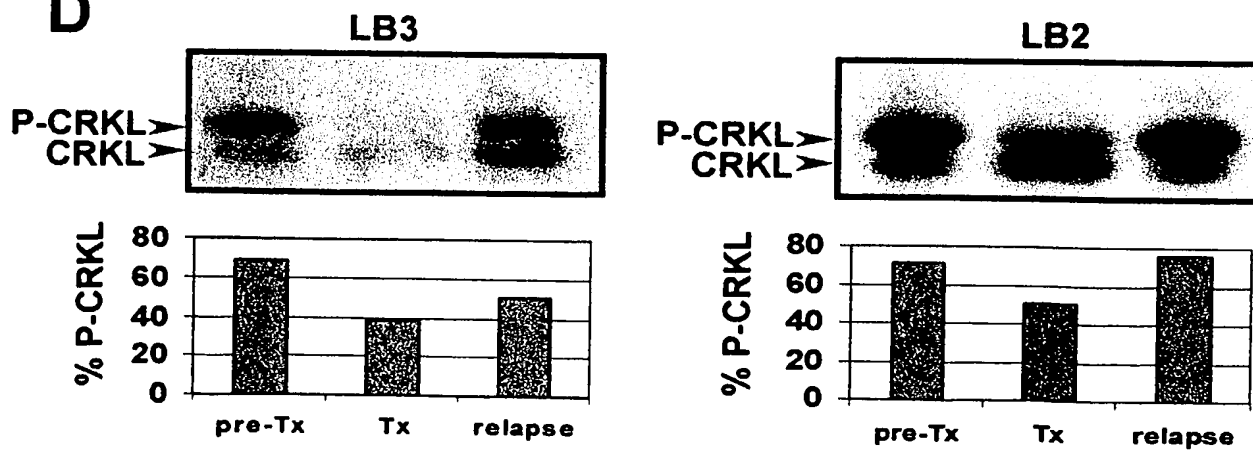 D
LB3
P-CRKL
CRKL
% P-CRKL
80
60
40
20
0
pre-Tx Tx relapse
LB2
P-CRKL
CRKL
% P-CRKL
80
60
40
20
0
pre-Tx Tx relapse